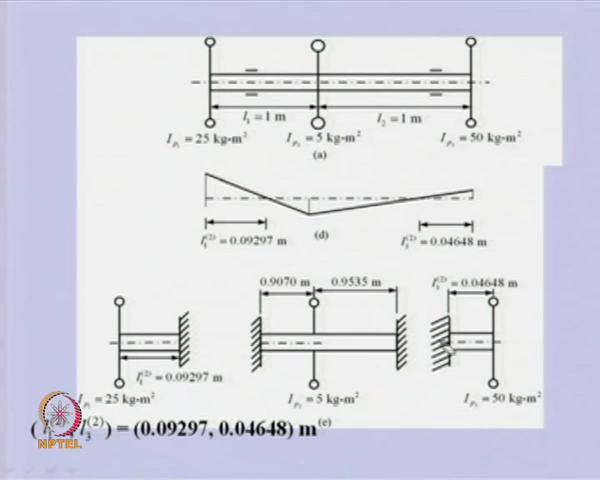 l₁ = 1 m
l₂ = 1 m
I_p₁ = 25 kg-m²
I_p₂ = 5 kg-m²
I_p₃ = 50 kg-m²
(a)
l₁⁽²⁾ = 0.09297 m
(d)
l₃⁽²⁾ = 0.04648 m
0.9070 m
0.9535 m
l₃⁽²⁾ = 0.04648 m
l₁⁽²⁾ = 0.09297 m
I_p₁ = 25 kg-m²
I_p₂ = 5 kg-m²
I_p₃ = 50 kg-m²
(e)
l₃⁽²⁾) = (0.09297, 0.04648) m
NPTEL